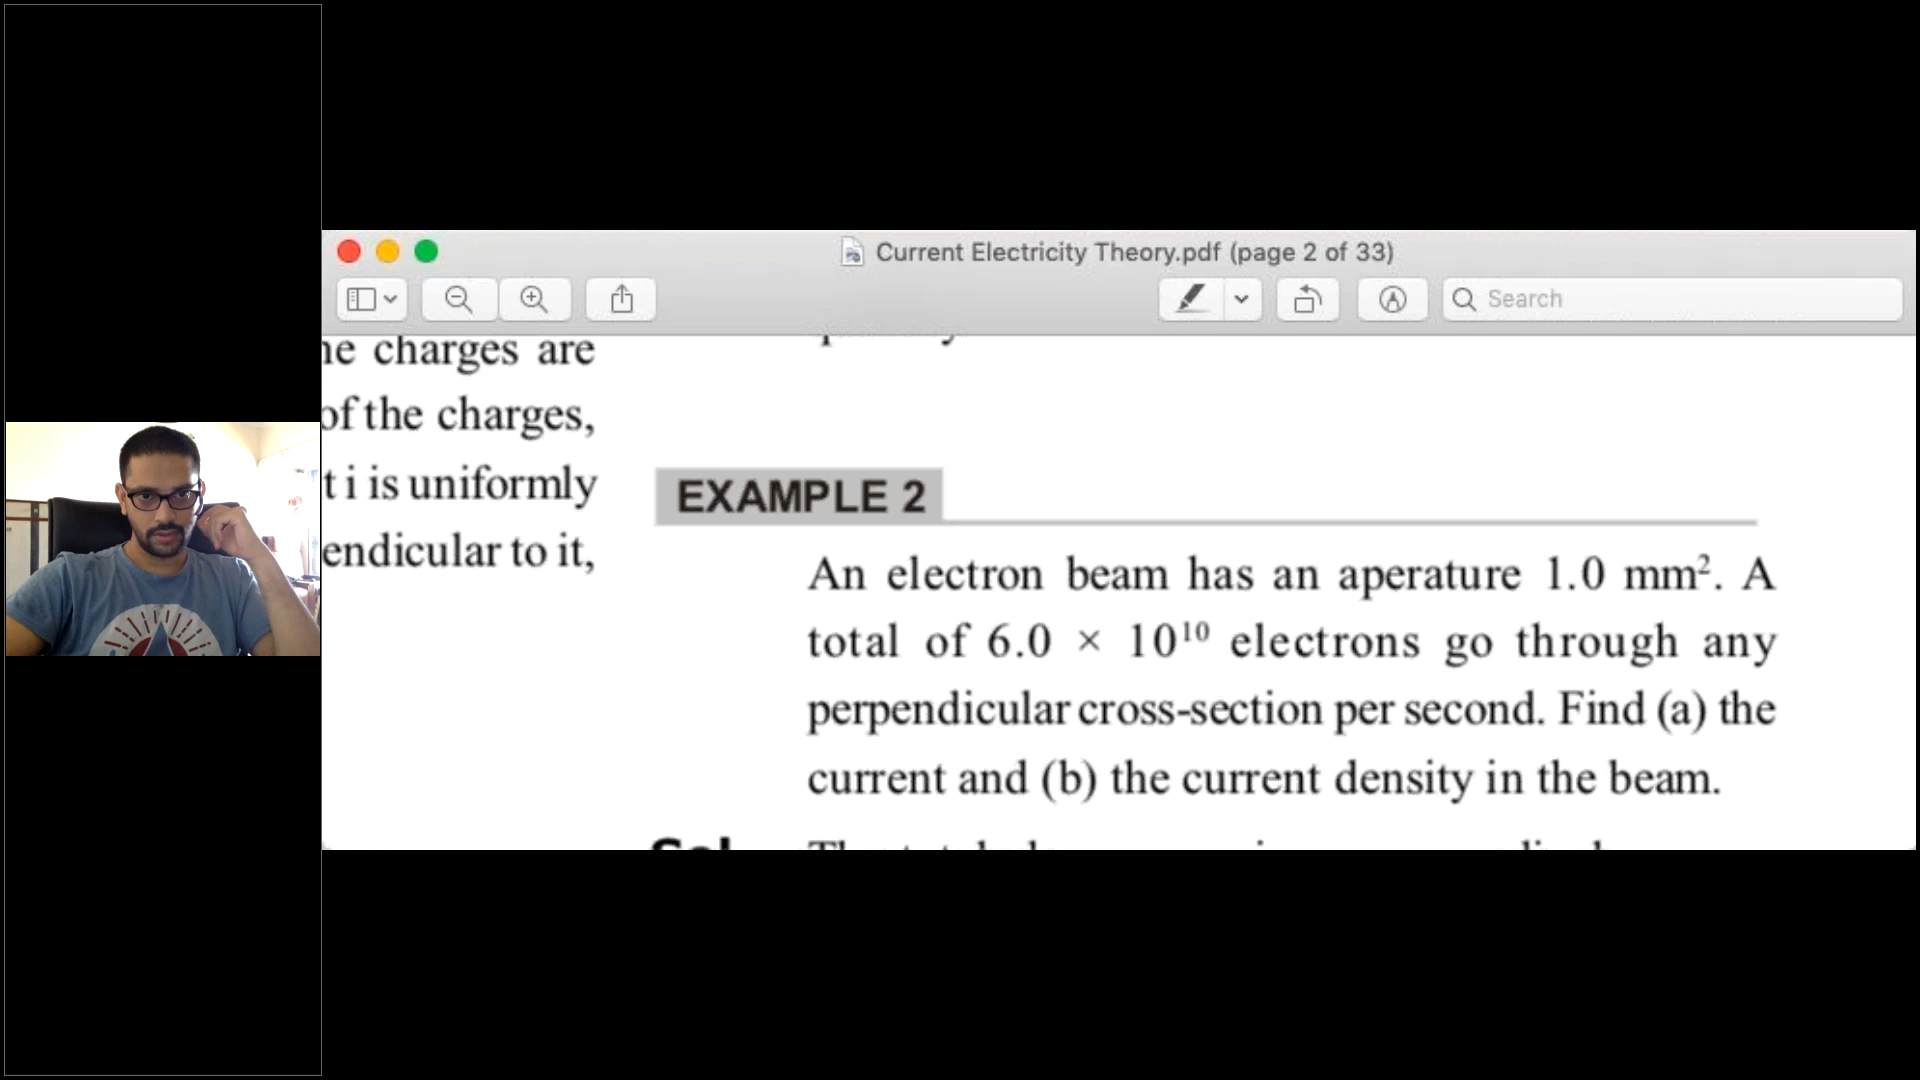 Current Electricity Theory.pdf (page 2 of 33)
Search
charges are
of the charges,
t i is uniformly
endicular to it,
EXAMPLE 2
An electron beam has an aperature 1.0 mm². A
total of 6.0 × 10¹⁰ electrons go through any
perpendicular cross-section per second. Find (a) the
current and (b) the current density in the beam.